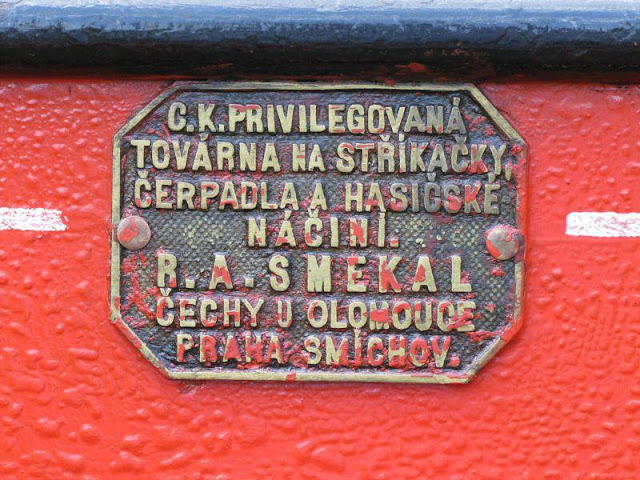 C.K.PRIVILEGOVANÁ
TOVÁRNA NA STŘÍKAČKY,
ČERPADLA A HASIČSKÉ
NÁČINÍ.
R.A.SMEKAL
ČECHY U OLOMOUCE
PRAHA SMÍCHOV.